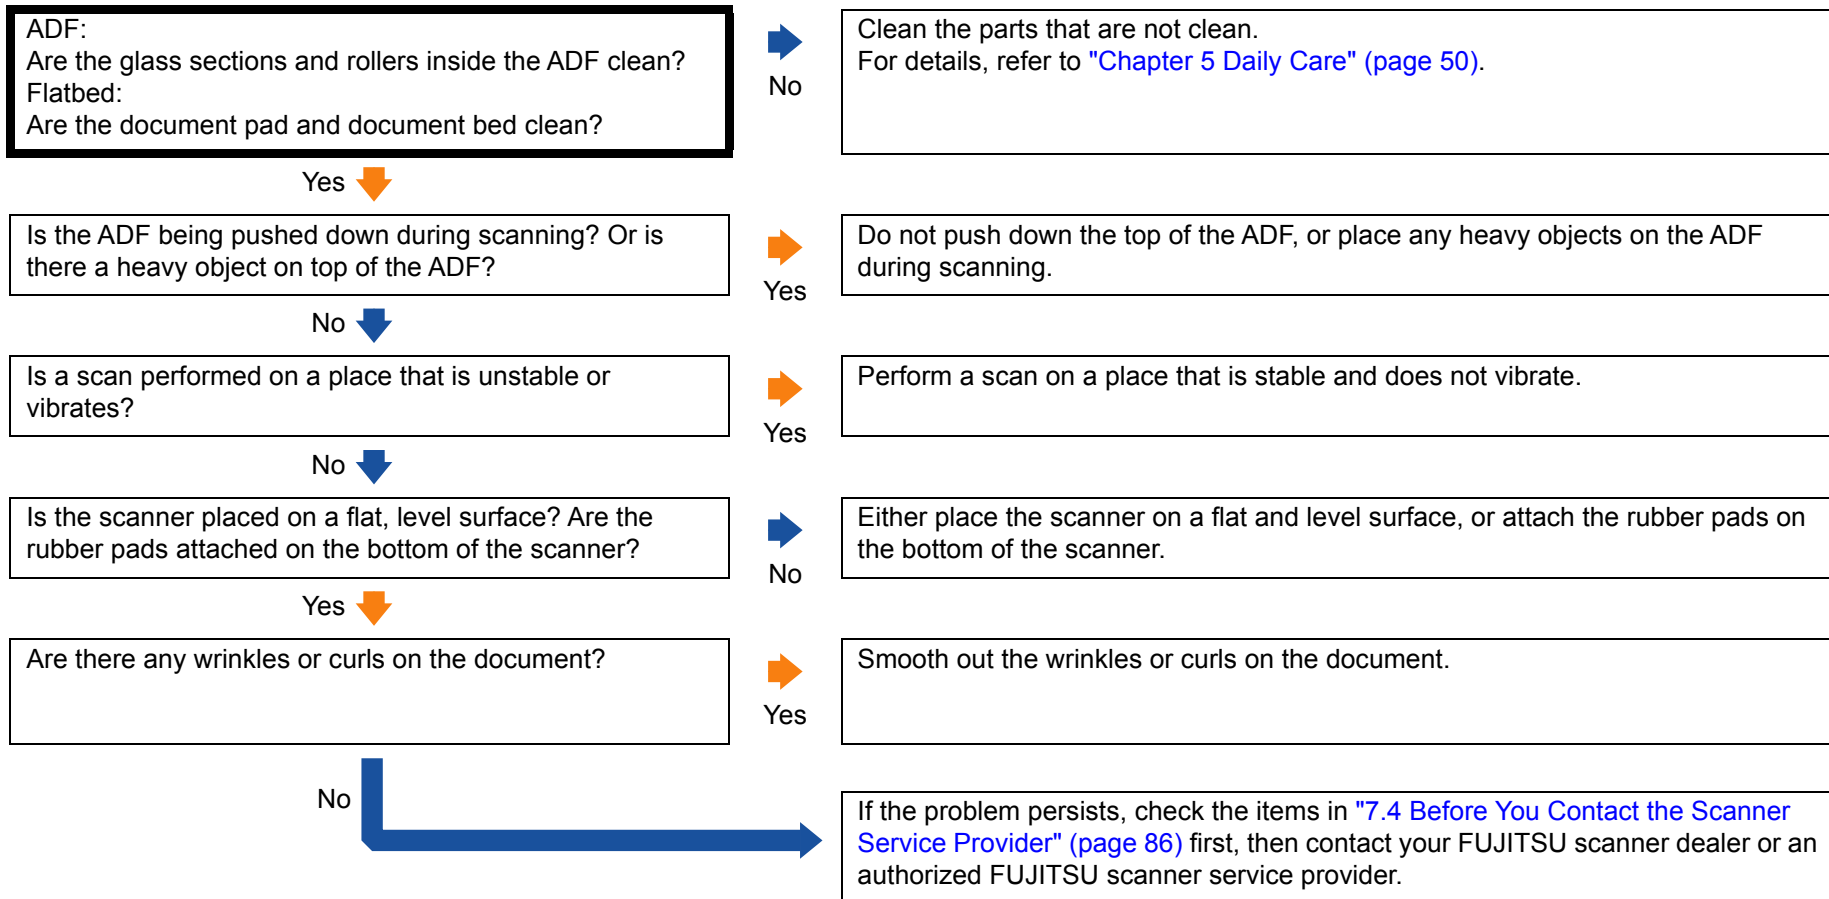 ADF:
Are the glass sections and rollers inside the ADF clean?
Flatbed:
Are the document pad and document bed clean?
No
Clean the parts that are not clean.
For details, refer to "Chapter 5 Daily Care" (page 50).
Yes
Is the ADF being pushed down during scanning? Or is
there a heavy object on top of the ADF?
Yes
Do not push down the top of the ADF, or place any heavy objects on the ADF
during scanning.
No
Is a scan performed on a place that is unstable or
vibrates?
Yes
Perform a scan on a place that is stable and does not vibrate.
No
Is the scanner placed on a flat, level surface? Are the
rubber pads attached on the bottom of the scanner?
No
Either place the scanner on a flat and level surface, or attach the rubber pads on
the bottom of the scanner.
Yes
Are there any wrinkles or curls on the document?
Yes
Smooth out the wrinkles or curls on the document.
No
If the problem persists, check the items in "7.4 Before You Contact the Scanner
Service Provider" (page 86) first, then contact your FUJITSU scanner dealer or an
authorized FUJITSU scanner service provider.